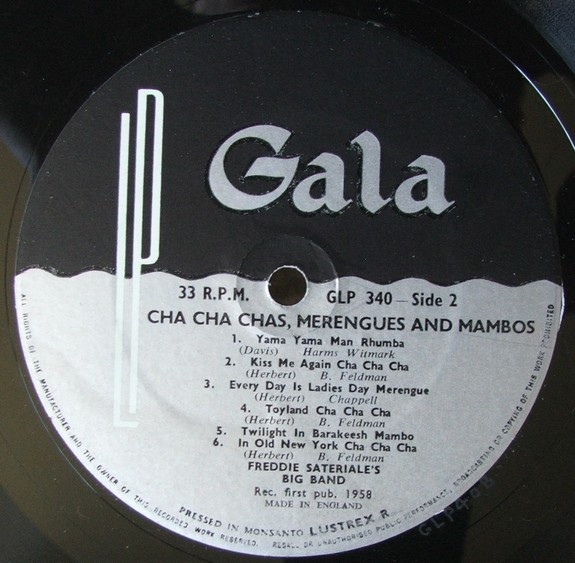 LP
Gala
33 R.P.M.
GLP 340 — Side 2
CHA CHA CHAS, MERENGUES AND MAMBOS
1. Yama Yama Man Rhumba
(Davis) Harms Witmark
2. Kiss Me Again Cha Cha Cha
(Herbert) B. Feldman
3. Every Day Is Ladies Day Merengue
(Herbert) Chappell
4. Toyland Cha Cha Cha
(Herbert) B. Feldman
5. Twilight In Barakeesh Mambo
6. In Old New York Cha Cha Cha
(Herbert) B. Feldman
FREDDIE SATERIALE'S
BIG BAND
Rec. first pub. 1958
MADE IN ENGLAND
PRESSED IN MONSANTO LUSTREX R
ALL RIGHTS OF THE MANUFACTURER AND THE OWNER OF THIS RECORDED WORK RESERVED. RESALE OR UNAUTHORISED PUBLIC PERFORMANCE, BROADCASTING OR COPYING OF THIS WORK PROHIBITED